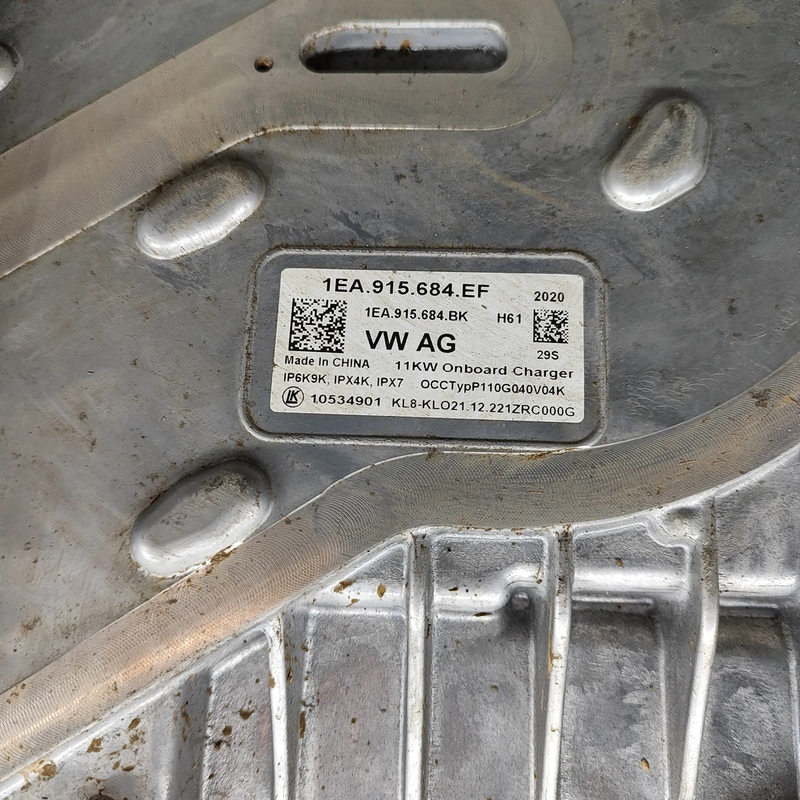 1EA.915.684.EF 2020
1EA.915.684.BK H61
VW AG
29S
Made In CHINA 11KW Onboard Charger
IP6K9K, IPX4K, IPX7 OCCTypP110G040V04K
LK 10534901 KL8-KLO21.12.221ZRC000G